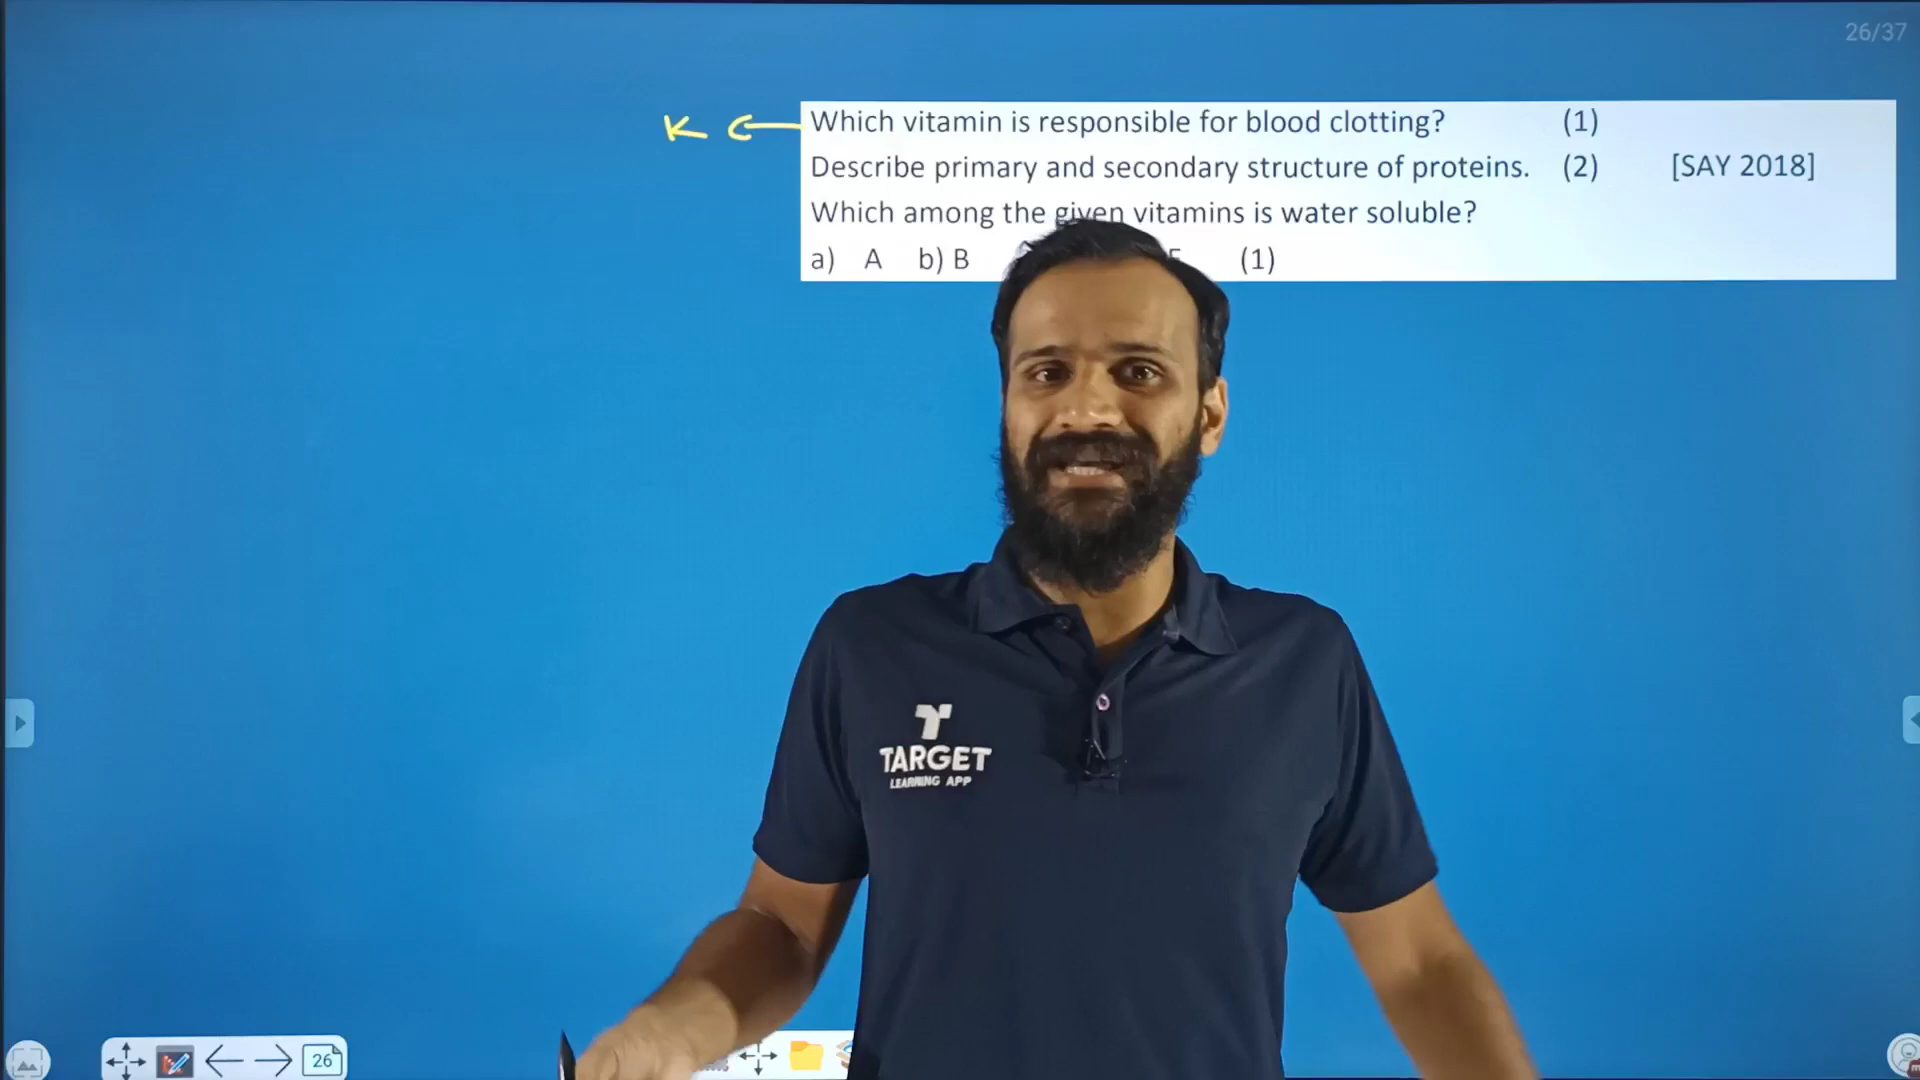 26/37
K ← Which vitamin is responsible for blood clotting? (1)
Describe primary and secondary structure of proteins. (2) [SAY 2018]
Which among the given vitamins is water soluble?
a) A b) B (1)
TARGET
LEARNING APP
26